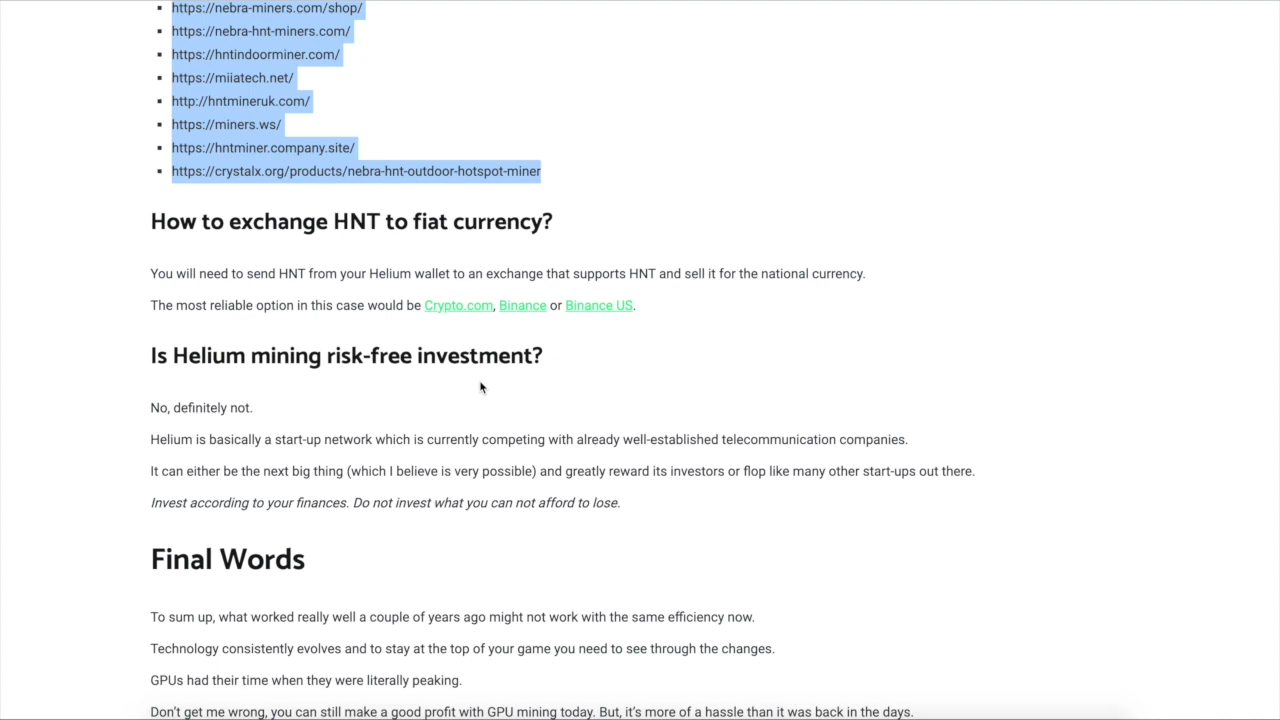 https://nebra-miners.com/shop/
https://nebra-hnt-miners.com/
https://hntindoorminer.com/
https://miiatech.net/
http://hntmineruk.com/
https://miners.ws/
https://hntminer.company.site/
https://crystalx.org/products/nebra-hnt-outdoor-hotspot-miner
How to exchange HNT to fiat currency?
You will need to send HNT from your Helium wallet to an exchange that supports HNT and sell it for the national currency.
The most reliable option in this case would be Crypto.com, Binance or Binance US.
Is Helium mining risk-free investment?
No, definitely not.
Helium is basically a start-up network which is currently competing with already well-established telecommunication companies.
It can either be the next big thing (which I believe is very possible) and greatly reward its investors or flop like many other start-ups out there.
Invest according to your finances. Do not invest what you can not afford to lose.
Final Words
To sum up, what worked really well a couple of years ago might not work with the same efficiency now.
Technology consistently evolves and to stay at the top of your game you need to see through the changes.
GPUs had their time when they were literally peaking.
Don’t get me wrong, you can still make a good profit with GPU mining today. But, it’s more of a hassle than it was back in the days.